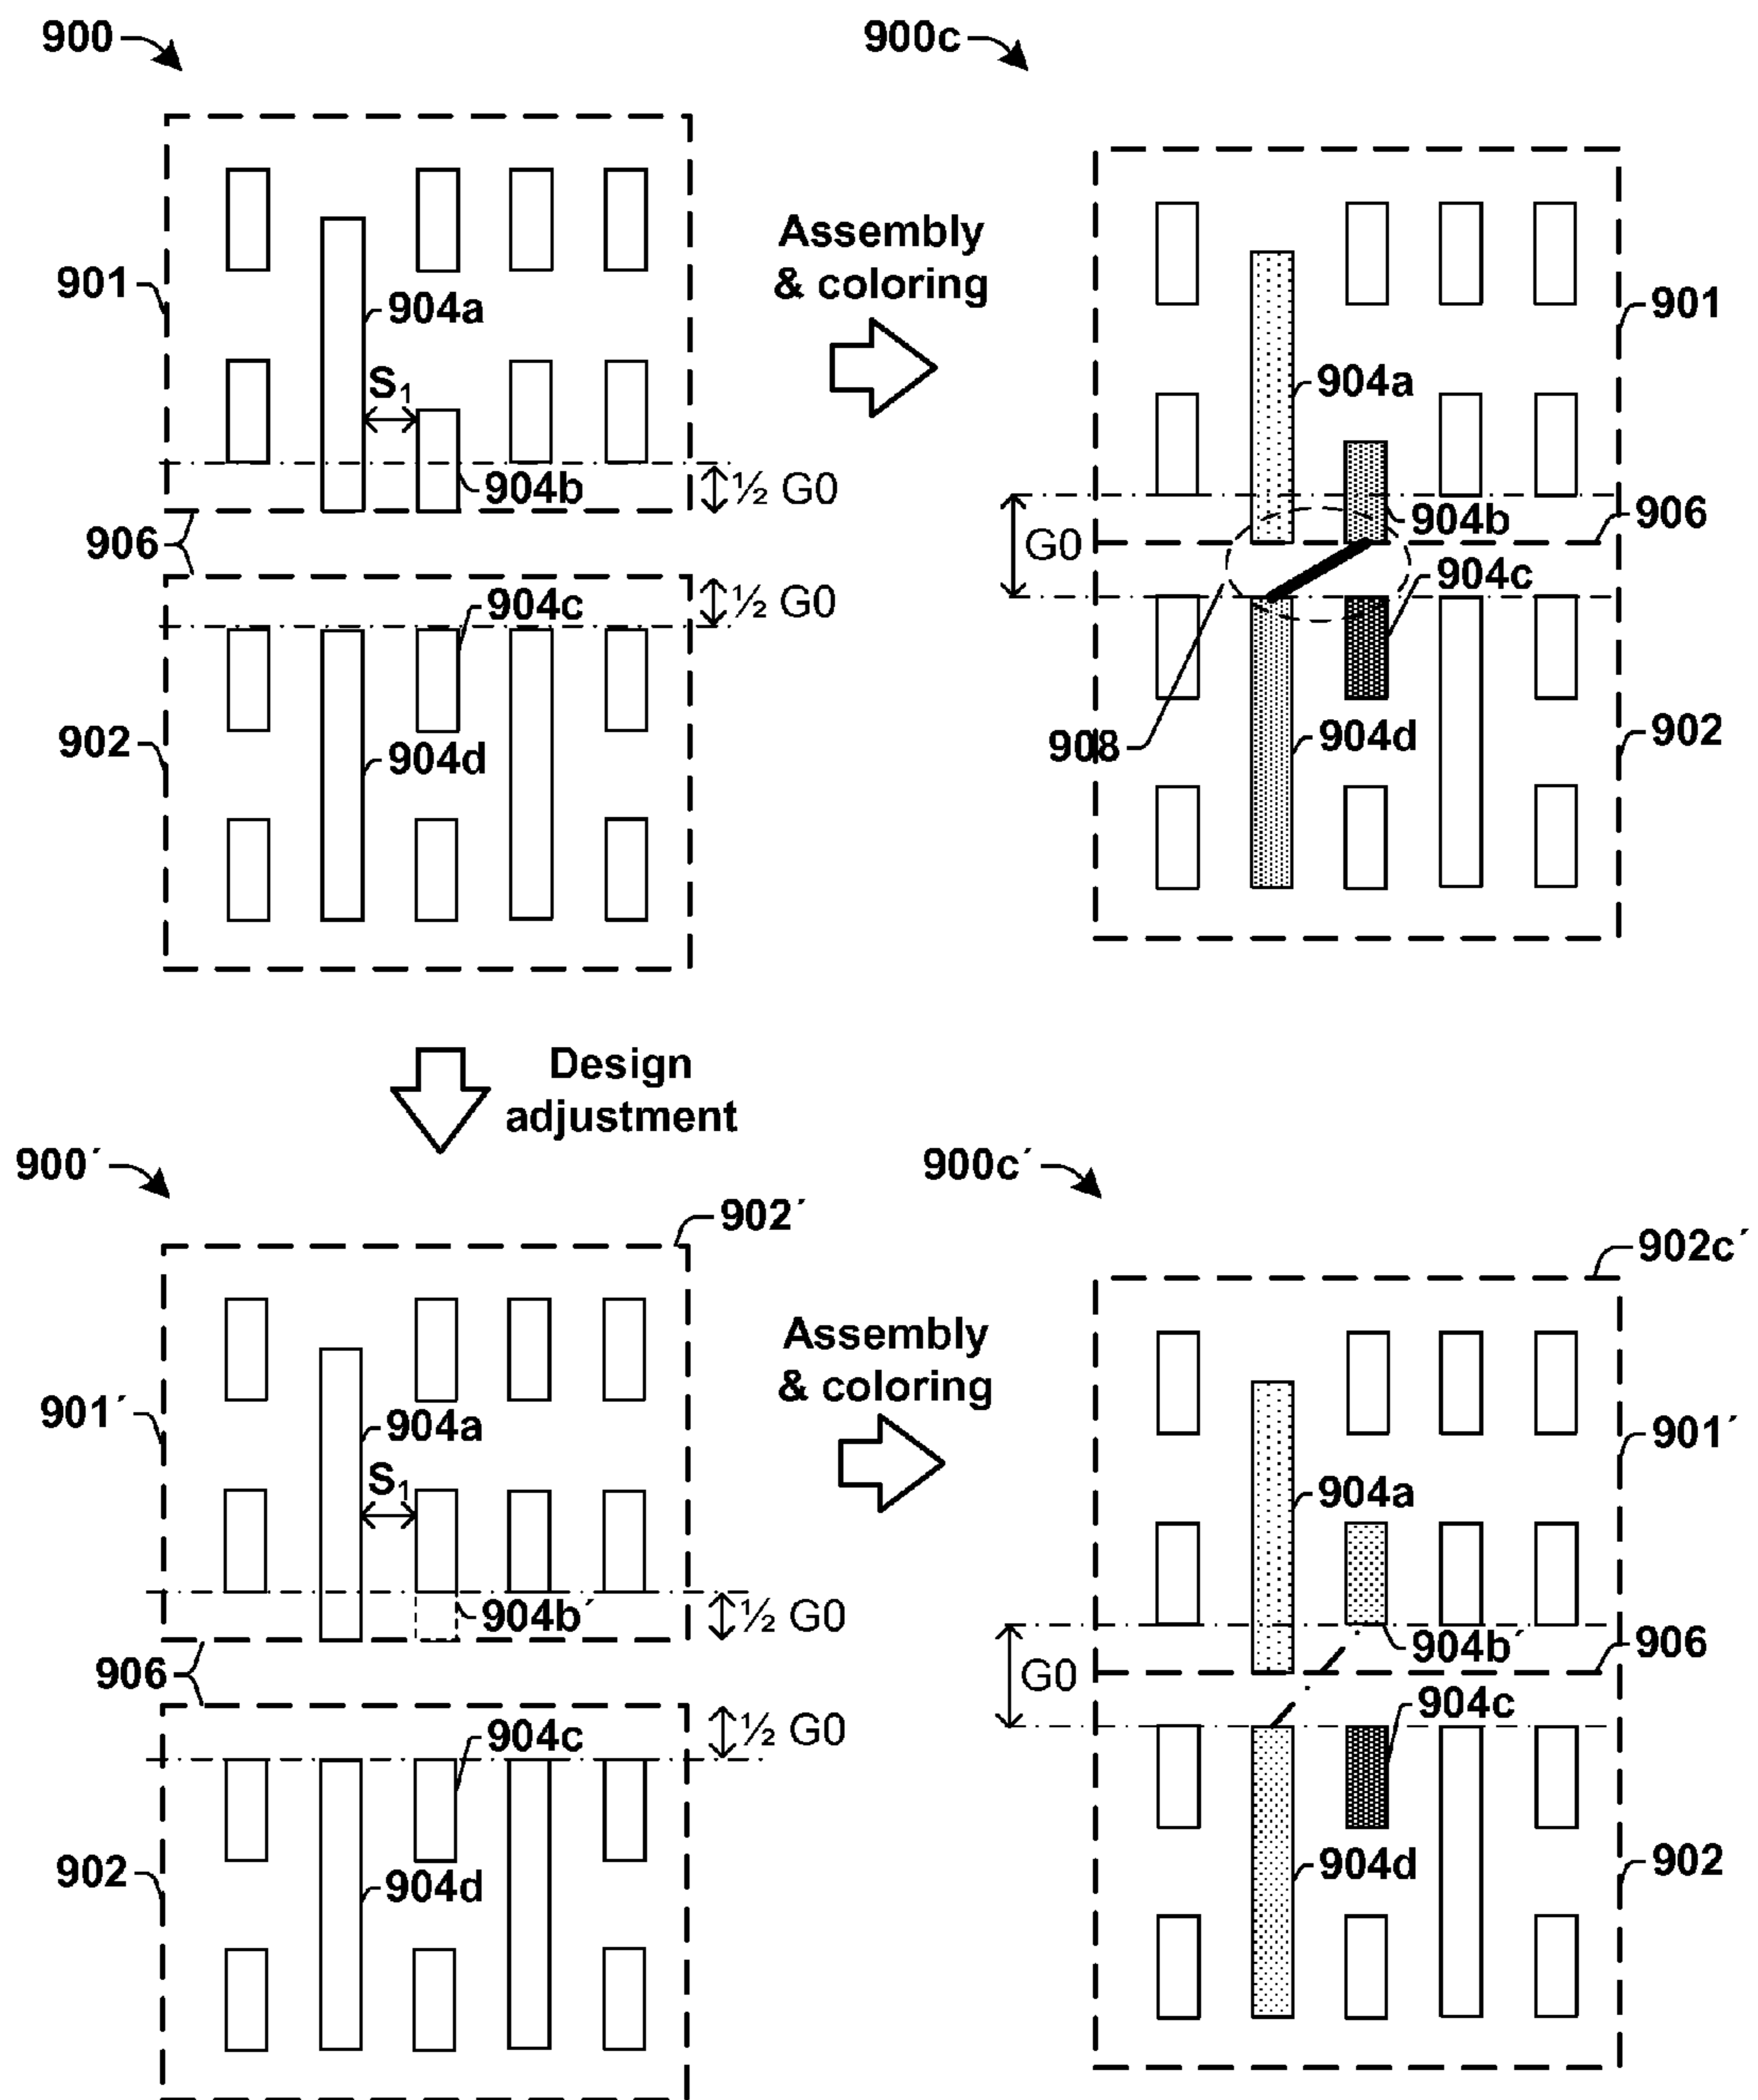 900
900c
Assembly
& coloring
901
904a
S₁
904b
½ G0
906
½ G0
904c
902
904d
901
904a
904b
906
G0
904c
908
904d
902
Design
adjustment
900´
900c´
902´
902c´
Assembly
& coloring
901´
904a
S₁
904b´
½ G0
906
½ G0
904c
902
904d
901´
904a
904b´
906
G0
904c
904d
902